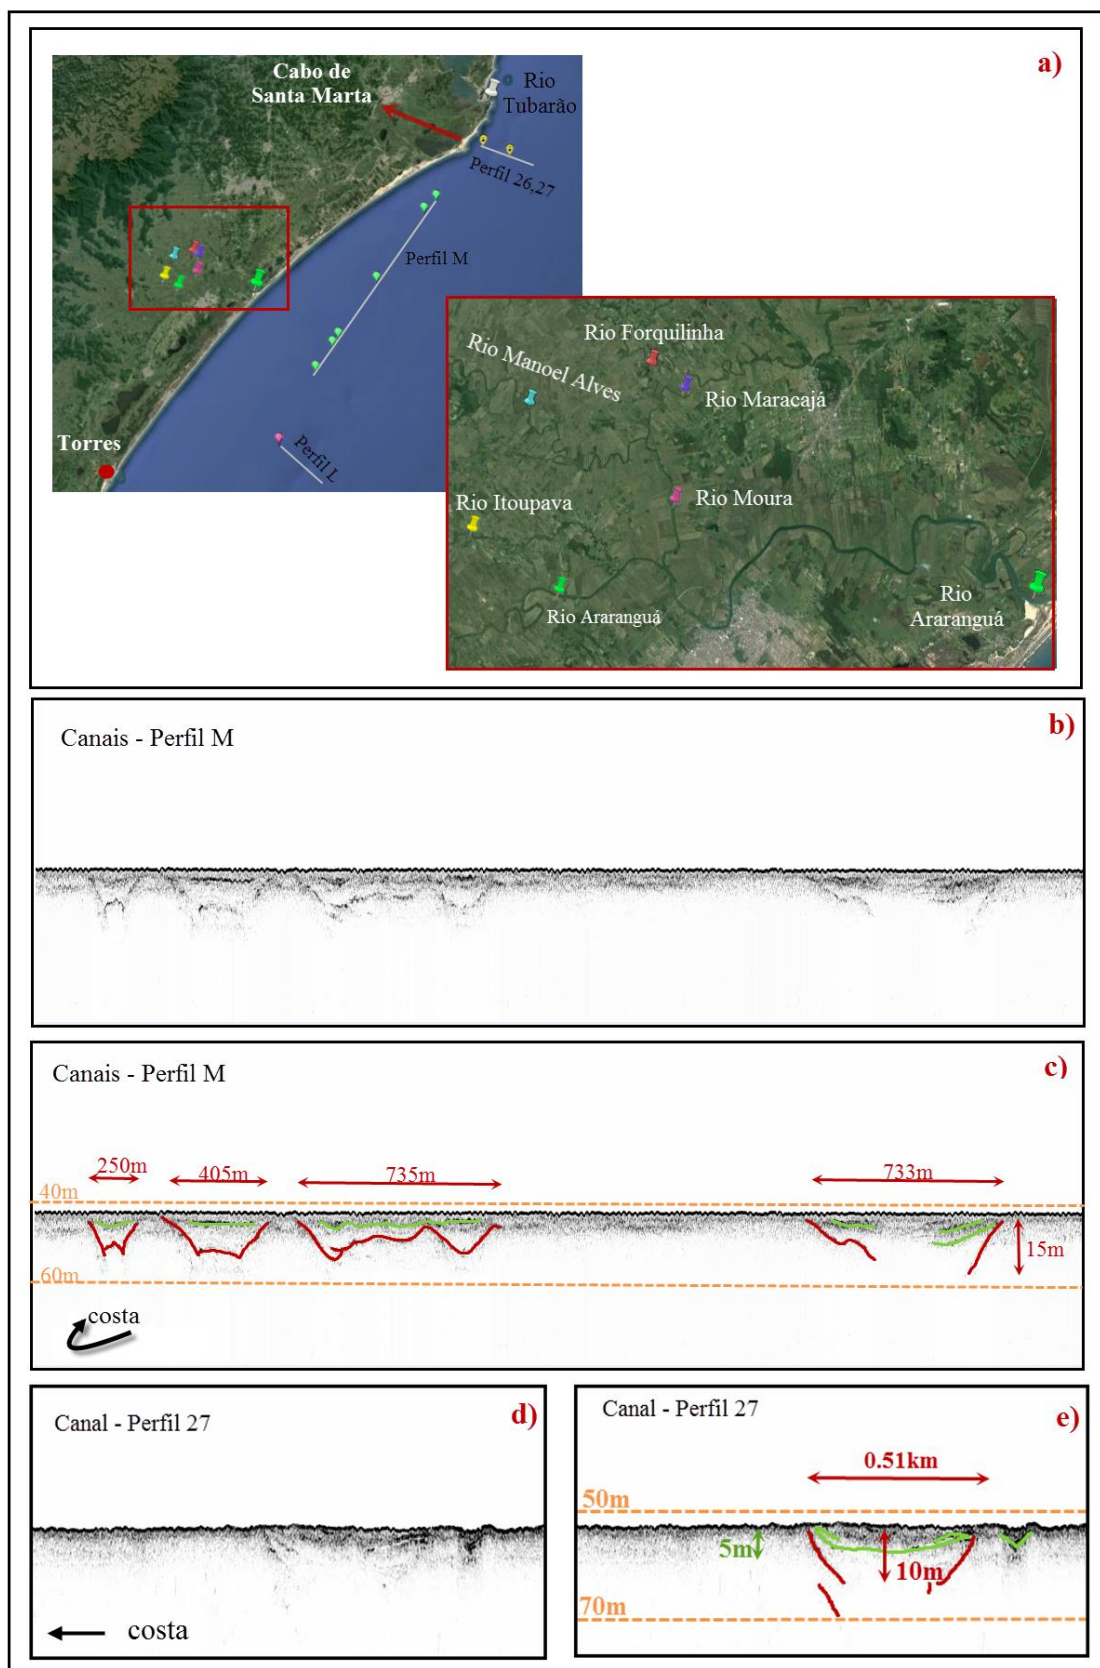 a)
Cabo de
Santa Marta
Rio
Tubarão
Perfil 26,27
Perfil M
Perfil L
Torres
Rio Forquilinha
Rio Manoel Alves
Rio Maracajá
Rio Moura
Rio Itoupava
Rio Araranguá
Rio
Araranguá
b)
Canais - Perfil M
c)
Canais - Perfil M
250m
405m
735m
733m
40m
15m
60m
costa
d)
Canal - Perfil 27
costa
e)
Canal - Perfil 27
0.51km
50m
5m
10m
70m